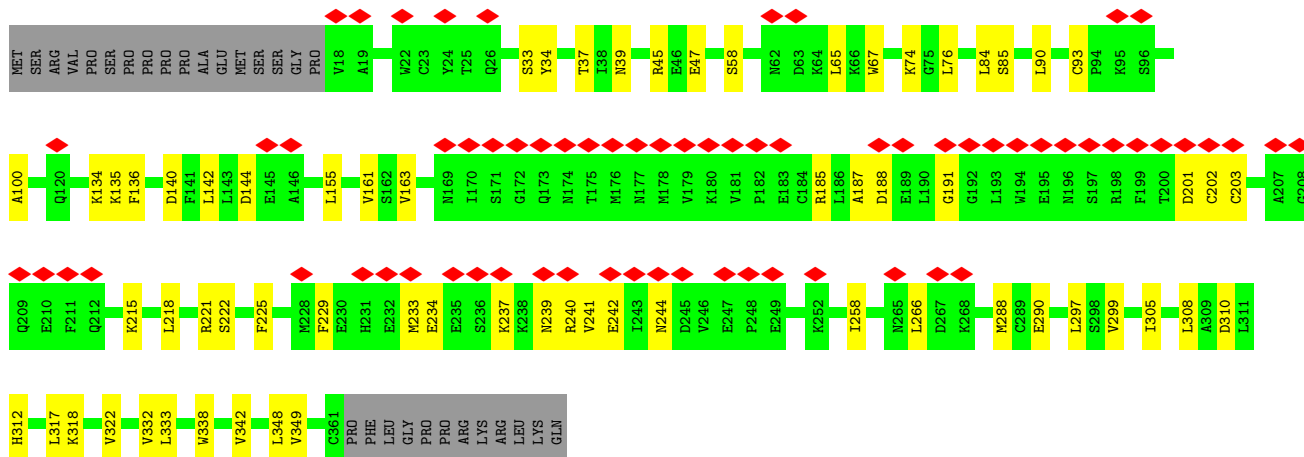 MET SER ARG VAL PRO SER PRO PRO PRO PRO ALA GLU MET SER SER GLY PRO V18 A19 W22 C23 Y24 T25 Q26 S33 Y34 T37 I38 N39 R45 E46 E47 S58 N62 D63 K64 L65 K66 W67 K74 G75 L76 L84 S85 L90 C93 P94 K95 S96
A100 Q120 K134 K135 F136 D140 F141 L142 L143 D144 E145 A146 L155 V161 S162 V163 N169 I170 S171 G172 Q173 N174 T175 M176 N177 M178 V179 K180 V181 P182 E183 C184 R185 L186 A187 D188 E189 L190 G191 G192 L193 W194 E195 N196 S197 R198 F199 T200 D201 C202 C203 A207 G208
Q209 E210 F211 Q212 K215 L218 R221 S222 F225 M228 F229 E230 H231 E232 M233 E234 E235 S236 K237 K238 N239 R240 V241 E242 I243 N244 D245 V246 E247 P248 E249 K252 I258 N265 L266 D267 K268 M288 C289 E290 L297 S298 V299 I305 L308 A309 D310 L311
H312 L317 K318 V322 V332 L333 W338 V342 L348 V349 C361 PRO PHE LEU GLY PRO PRO ARG LYS ARG LEU LYS GLN